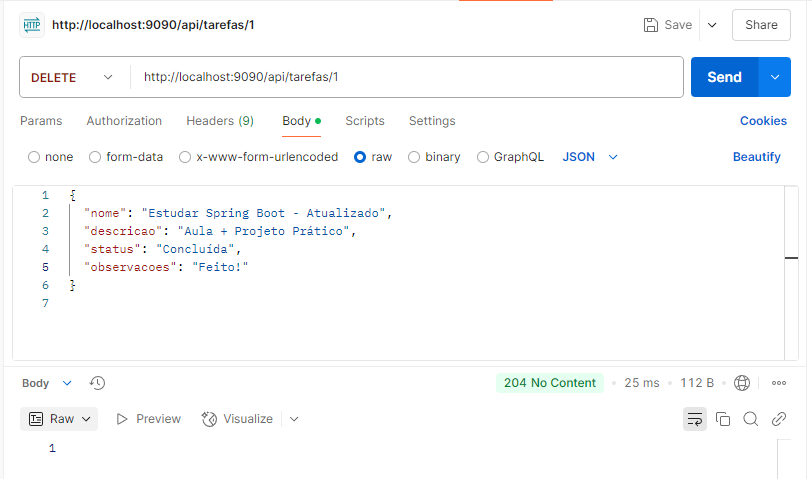 HTTP http://localhost:9090/api/tarefas/1 Save Share
DELETE http://localhost:9090/api/tarefas/1 Send
Params Authorization Headers (9) Body Scripts Settings Cookies
none form-data x-www-form-urlencoded raw binary GraphQL JSON Beautify
1 {
2 "nome": "Estudar Spring Boot - Atualizado",
3 "descricao": "Aula + Projeto Prático",
4 "status": "Concluída",
5 "observacoes": "Feito!"
6 }
7
Body 204 No Content 25 ms 112 B
Raw Preview Visualize
1